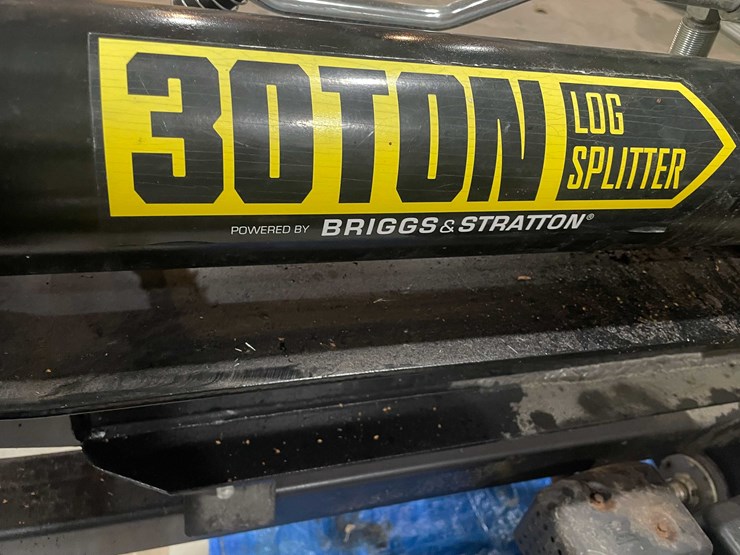 30TON
LOG
SPLITTER
POWERED BY BRIGGS & STRATTON®